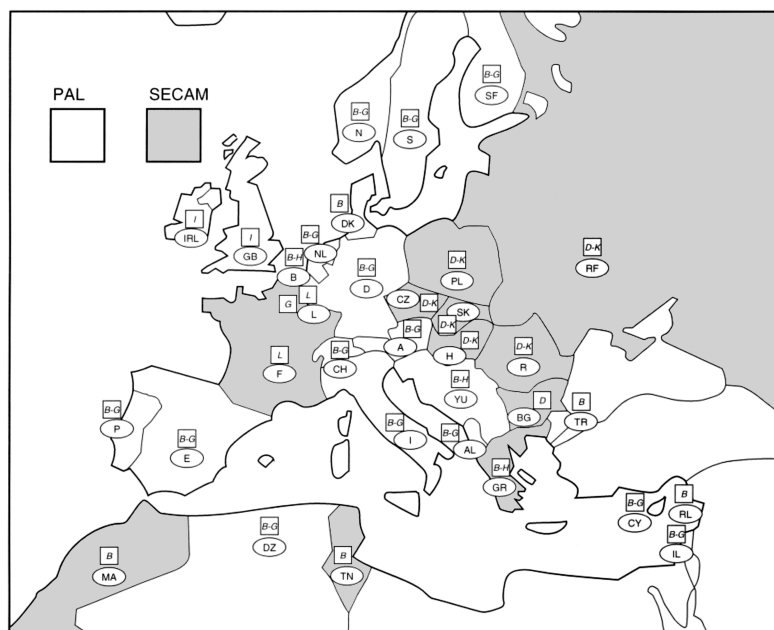 PAL SECAM
B-G
SF
B-G
N
B-G
S
B
DK
I
IRL
I
GB
B-G
NL
B-H
B
B-G
D
D-K
PL
D-K
RF
G
L
L
CZ
D-K
SK
D-K
B-G
A
D-K
H
D-K
R
L
F
B-G
CH
B-H
YU
D
BG
B
TR
B-G
P
B-G
E
B-G
I
B-G
AL
B-H
GR
B-G
CY
B
RL
B-G
IL
B
MA
B-G
DZ
B
TN